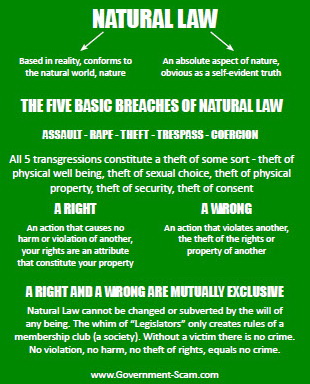 NATURAL LAW
Based in reality, conforms to
the natural world, nature
An absolute aspect of nature,
obvious as a self-evident truth
THE FIVE BASIC BREACHES OF NATURAL LAW
ASSAULT - RAPE - THEFT - TRESPASS - COERCION
All 5 transgressions constitute a theft of some sort - theft of
physical well being, theft of sexual choice, theft of physical
property, theft of security, theft of consent
A RIGHT
An action that causes no
harm or violation of another,
your rights are an attribute
that constitute your property
A WRONG
An action that violates another,
the theft of the rights or
property of another
A RIGHT AND A WRONG ARE MUTUALLY EXCLUSIVE
Natural Law cannot be changed or subverted by the will of
any being. The whim of "Legislators" only creates rules of a
membership club (a society). Without a victim there is no crime.
No violation, no harm, no theft of rights, equals no crime.
www.Government-Scam.com